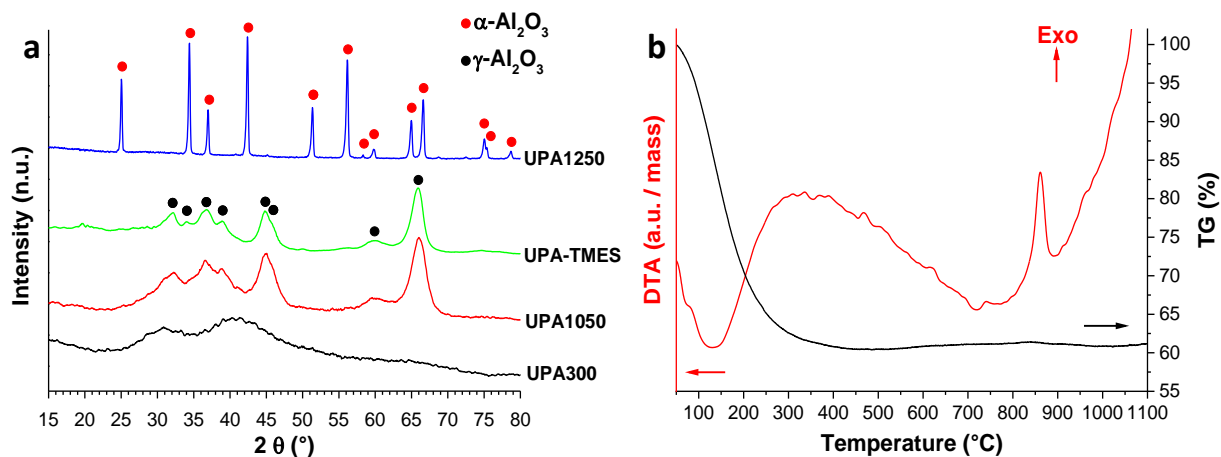 a
α-Al₂O₃
γ-Al₂O₃
Intensity (n.u.)
UPA1250
UPA-TMES
UPA1050
UPA300
15 20 25 30 35 40 45 50 55 60 65 70 75 80
2 θ (°)
b
Exo
DTA (a.u. / mass)
100
95
90
85
80
75
70
65
60
55
TG (%)
100 200 300 400 500 600 700 800 900 1000 1100
Temperature (°C)